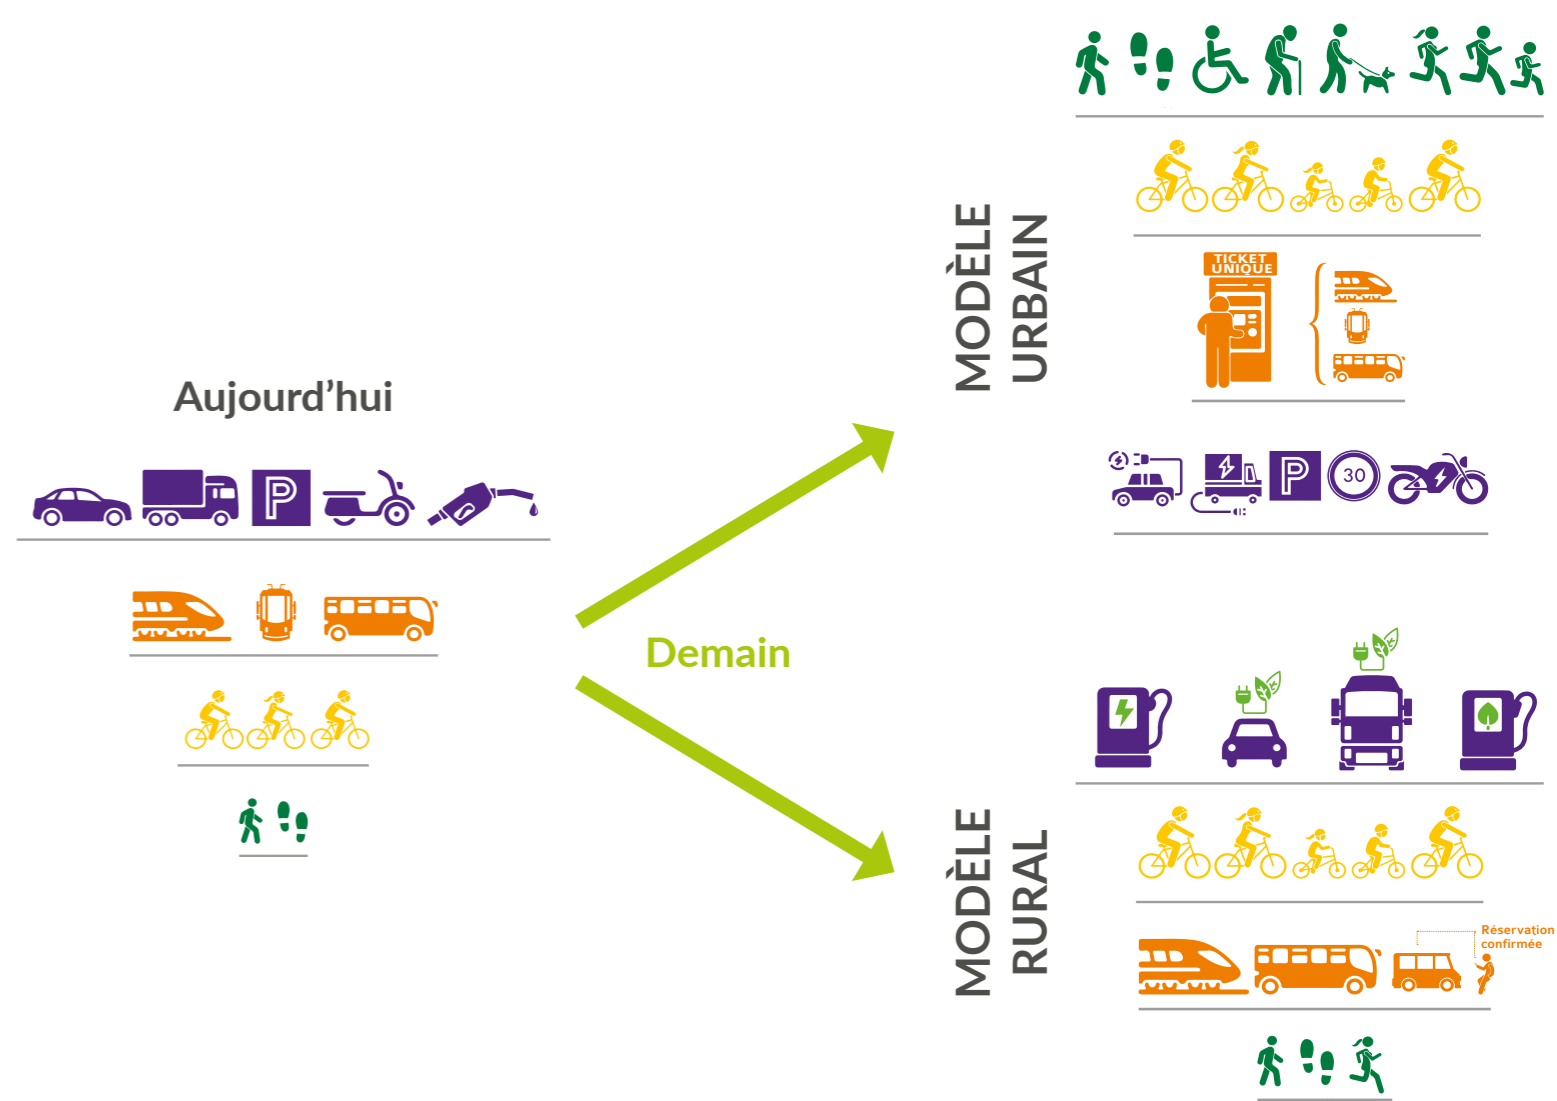 Aujourd'hui
P
Demain
MODÈLE
URBAIN
TICKET
UNIQUE
P
30
MODÈLE
RURAL
Réservation
confirmée